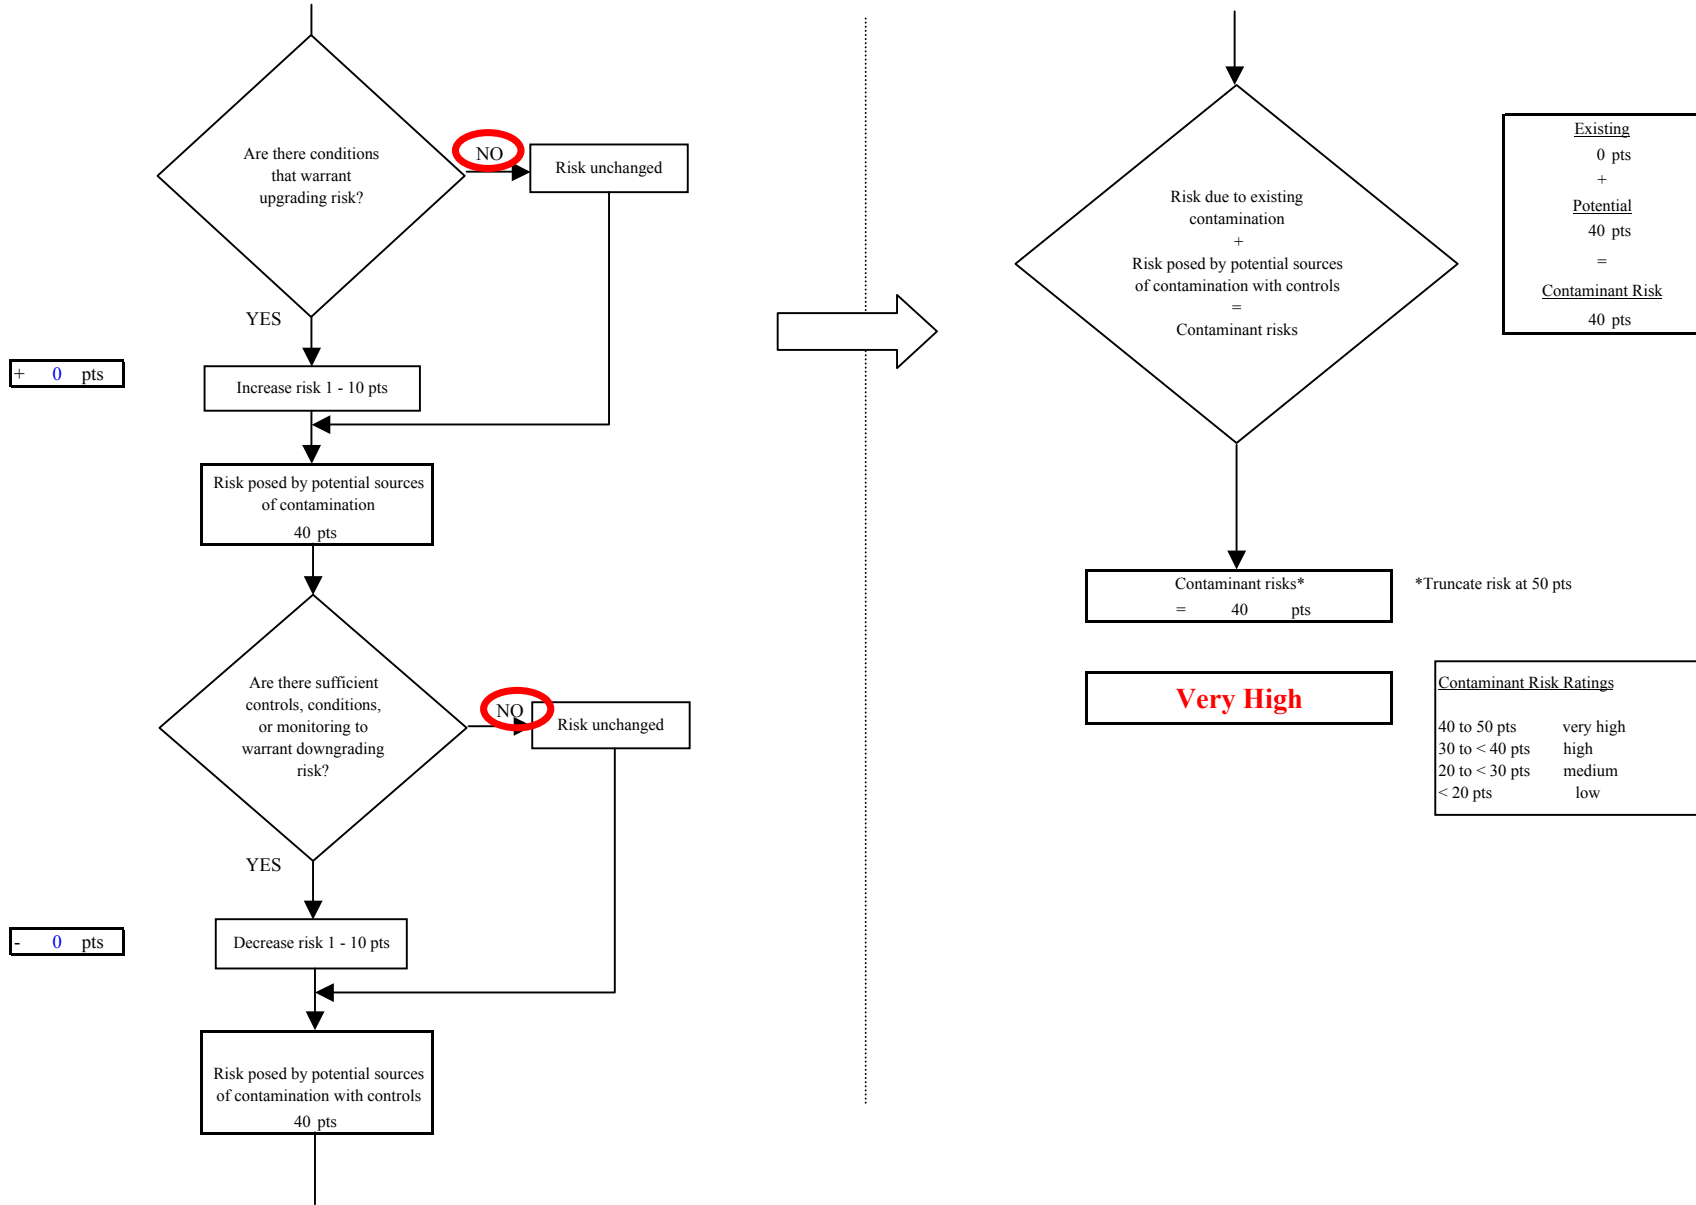 Are there conditions
that warrant
upgrading risk?
NO
Risk unchanged
YES
+ 0 pts
Increase risk 1 - 10 pts
Risk posed by potential sources
of contamination
40 pts
Are there sufficient
controls, conditions,
or monitoring to
warrant downgrading
risk?
NO
Risk unchanged
YES
- 0 pts
Decrease risk 1 - 10 pts
Risk posed by potential sources
of contamination with controls
40 pts
Risk due to existing
contamination
+
Risk posed by potential sources
of contamination with controls
=
Contaminant risks
Existing
0 pts
+
Potential
40 pts
=
Contaminant Risk
40 pts
Contaminant risks*
= 40 pts
*Truncate risk at 50 pts
Very High
Contaminant Risk Ratings
40 to 50 pts very high
30 to < 40 pts high
20 to < 30 pts medium
< 20 pts low